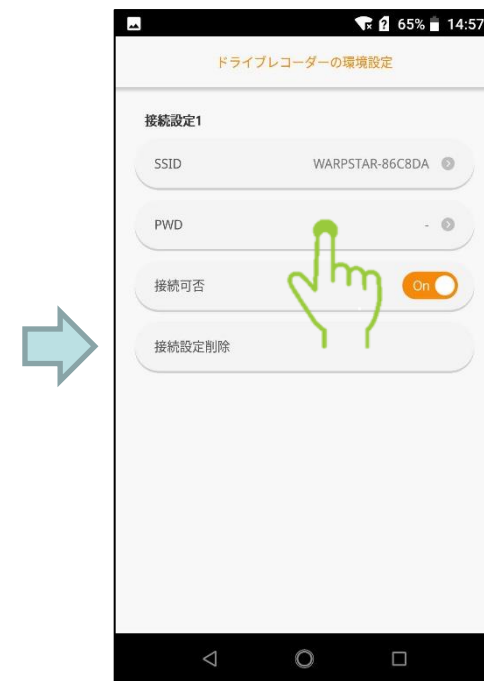 65% 14:57
ドライブレコーダーの環境設定
接続設定1
SSID WARPSTAR-86C8DA
PWD -
接続可否 On
接続設定削除